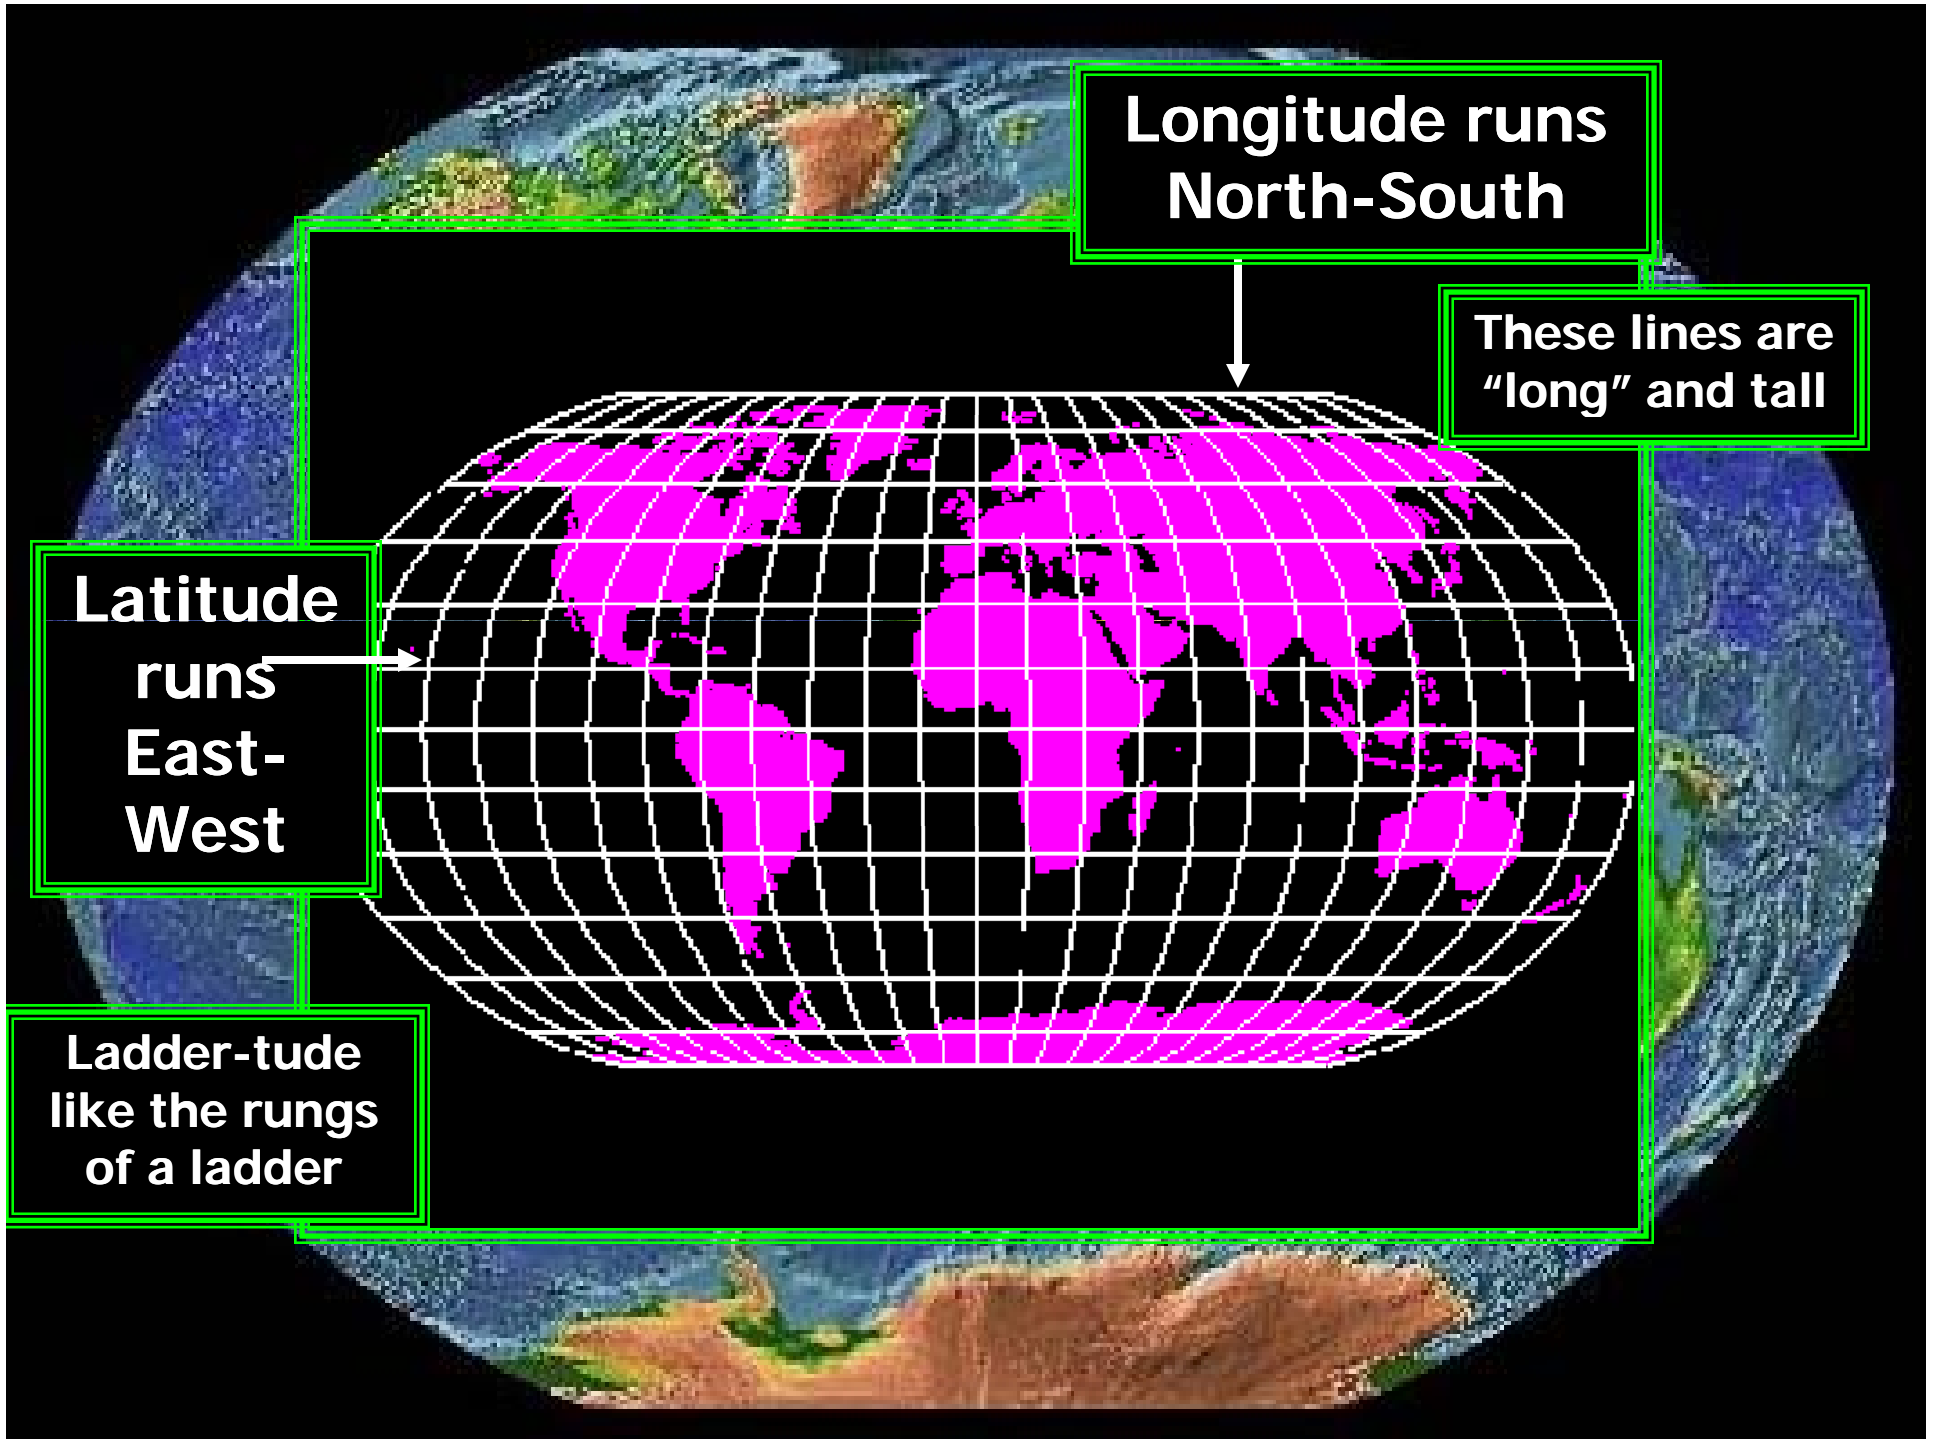 Longitude runs
North-South
These lines are
“long” and tall
Latitude
runs
East-
West
Ladder-tude
like the rungs
of a ladder